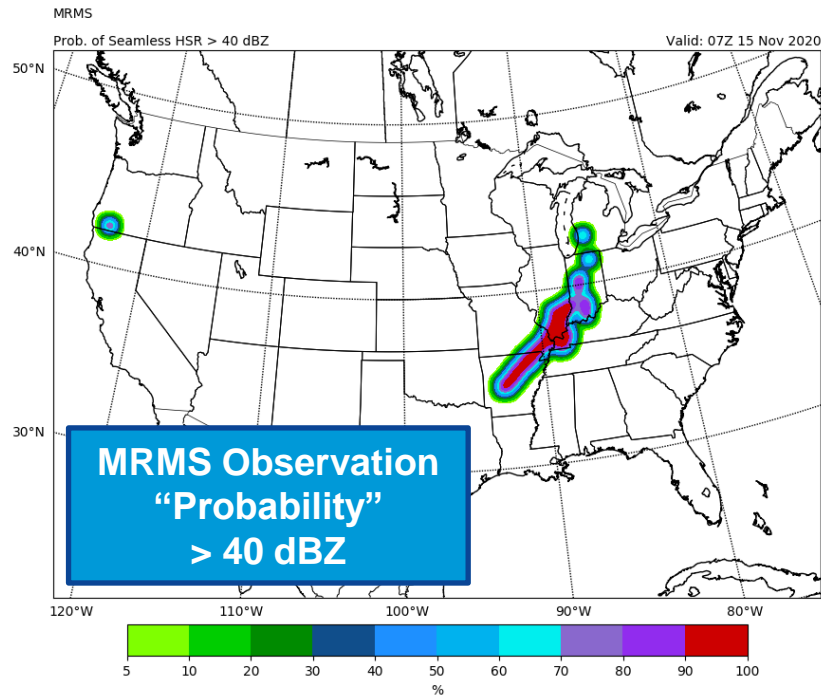 MRMS
Prob. of Seamless HSR > 40 dBZ Valid: 07Z 15 Nov 2020
50°N
40°N
30°N
MRMS Observation
“Probability”
> 40 dBZ
120°W 110°W 100°W 90°W 80°W
5 10 20 30 40 50 60 70 80 90 100
%